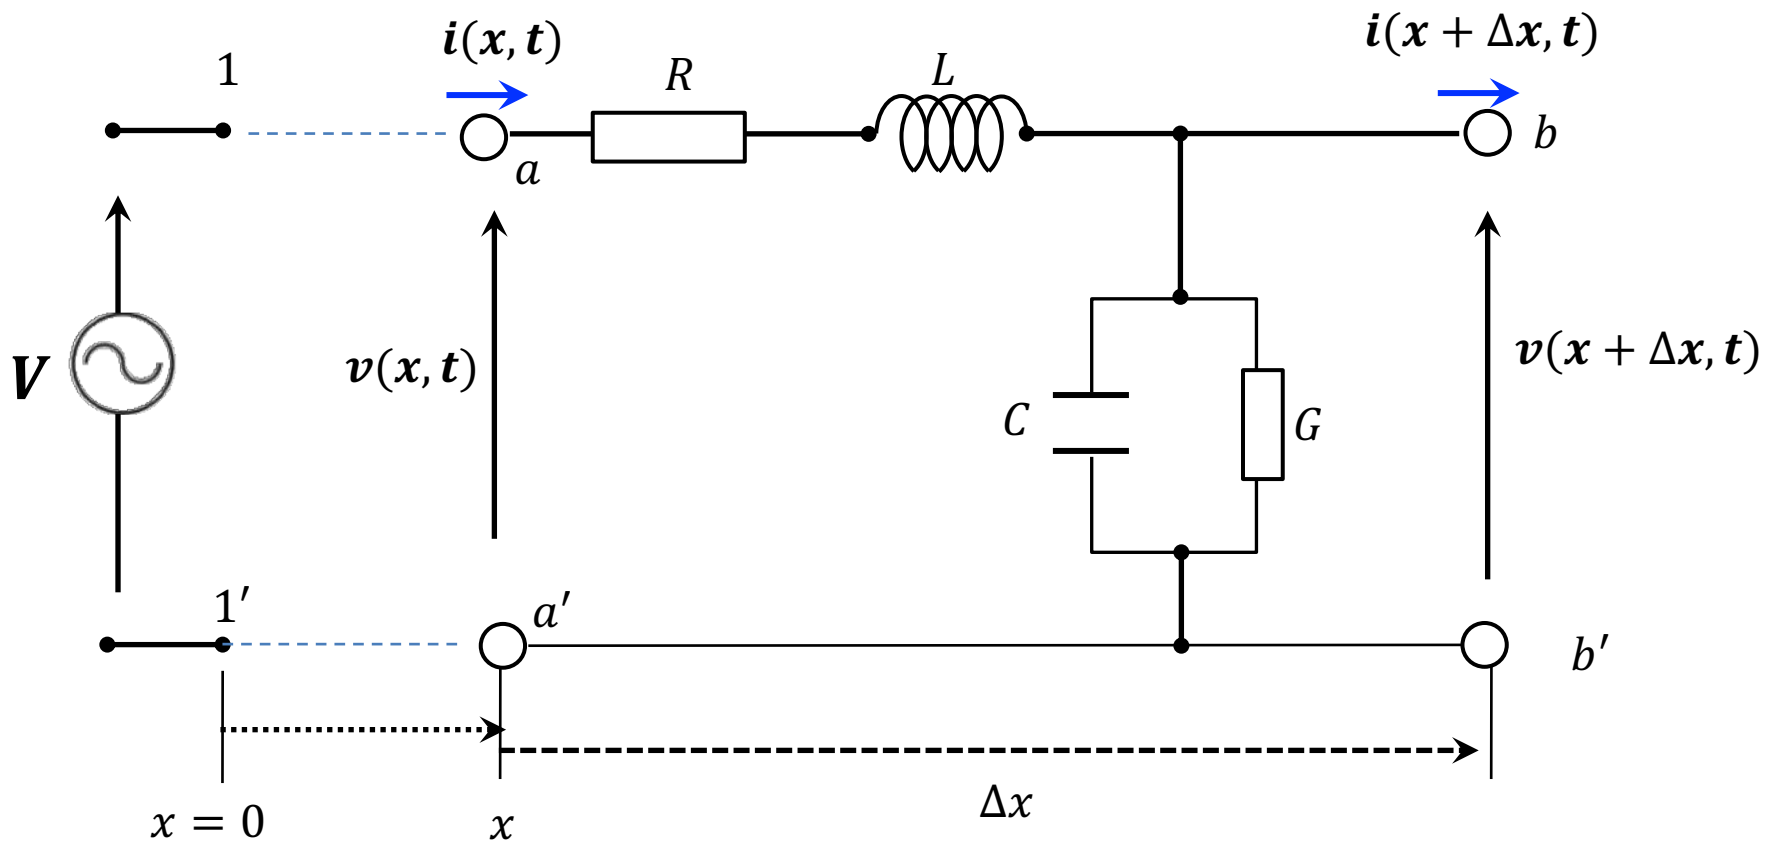 i(x, t)
i(x + Δx, t)
1
R
L
a
b
V
v(x, t)
v(x + Δx, t)
C
G
1′
a′
b′
x = 0
x
Δx